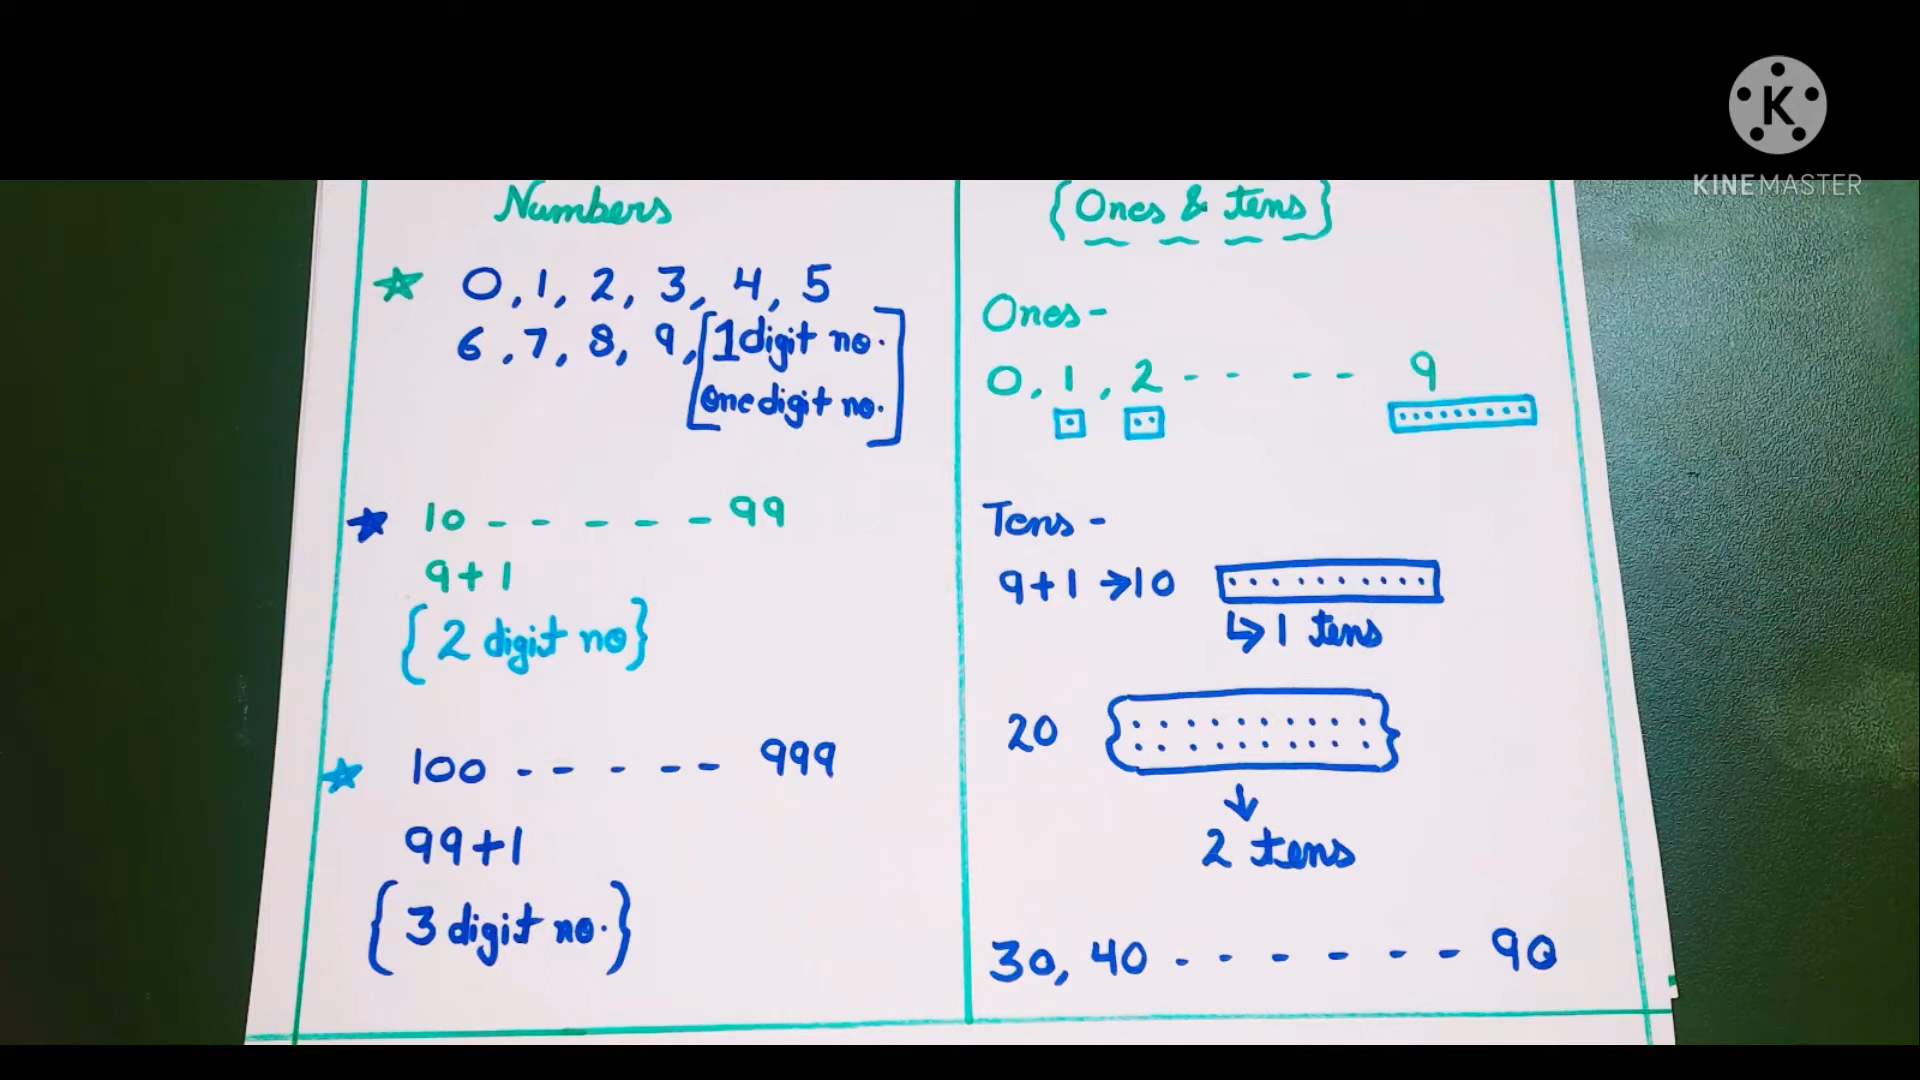 Numbers
0, 1, 2, 3, 4, 5
6, 7, 8, 9, [1 digit no.
one digit no.]
10 - - - - - 99
9+1
{2 digit no}
100 - - - - - 999
99+1
{3 digit no.}
{Ones & tens}
Ones-
0, 1, 2 - - - - 9
Tens -
9+1 →10
↳ 1 tens
20
↓
2 tens
30, 40 - - - - - - 90
K
KINEMASTER